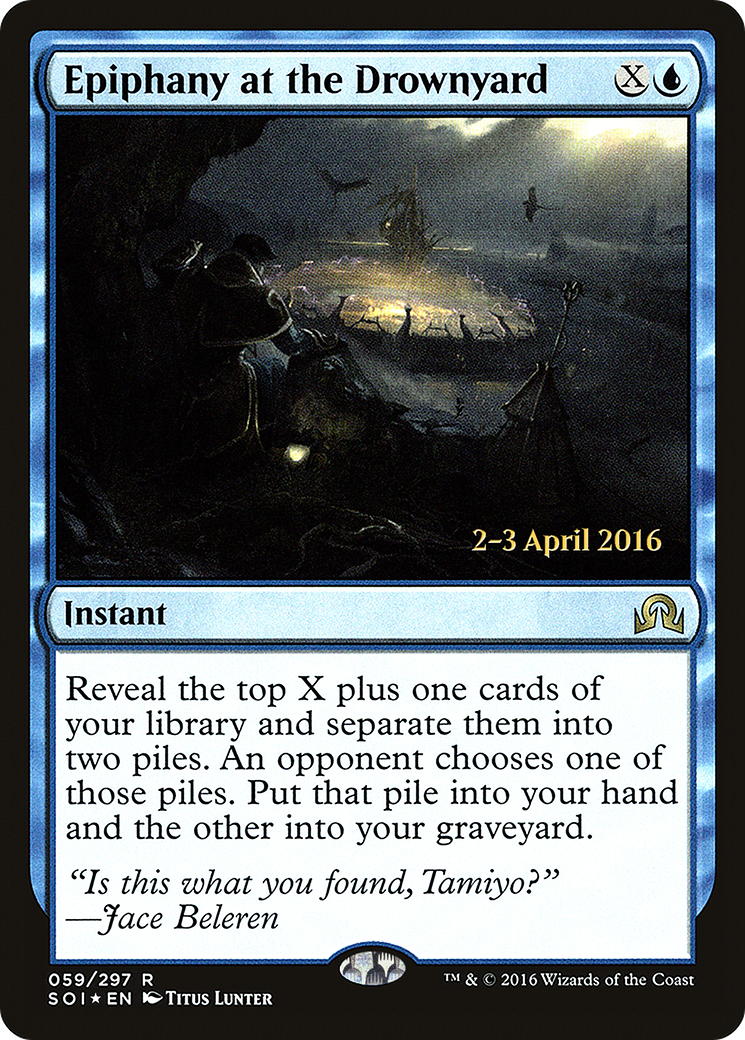 Epiphany at the Drownyard X
2–3 April 2016
Instant
Reveal the top X plus one cards of
your library and separate them into
two piles. An opponent chooses one of
those piles. Put that pile into your hand
and the other into your graveyard.
“Is this what you found, Tamiyo?”
—Jace Beleren
059/297 R
SOI★EN Titus Lunter
™ & © 2016 Wizards of the Coast